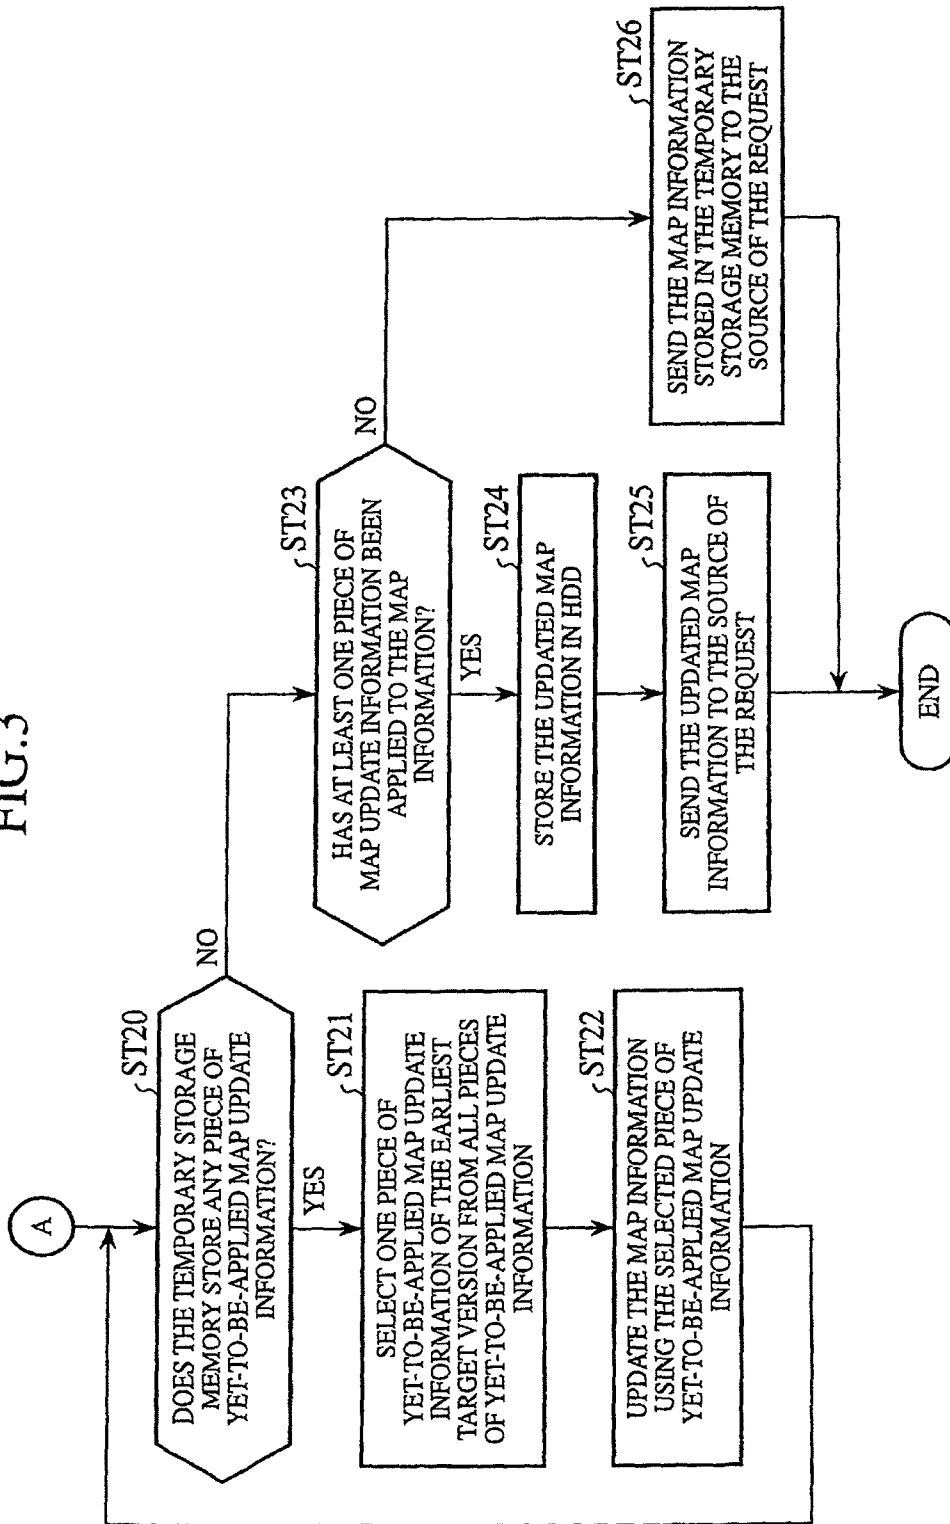 FIG.3
A
ST20
DOES THE TEMPORARY STORAGE
MEMORY STORE ANY PIECE OF
YET-TO-BE-APPLIED MAP UPDATE
INFORMATION?
NO
YES
ST21
SELECT ONE PIECE OF
YET-TO-BE-APPLIED MAP UPDATE
INFORMATION OF THE EARLIEST
TARGET VERSION FROM ALL PIECES
OF YET-TO-BE-APPLIED MAP UPDATE
INFORMATION
ST22
UPDATE THE MAP INFORMATION
USING THE SELECTED PIECE OF
YET-TO-BE-APPLIED MAP UPDATE
INFORMATION
ST23
HAS AT LEAST ONE PIECE OF
MAP UPDATE INFORMATION BEEN
APPLIED TO THE MAP
INFORMATION?
NO
YES
ST24
STORE THE UPDATED MAP
INFORMATION IN HDD
ST25
SEND THE UPDATED MAP
INFORMATION TO THE SOURCE OF
THE REQUEST
ST26
SEND THE MAP INFORMATION
STORED IN THE TEMPORARY
STORAGE MEMORY TO THE
SOURCE OF THE REQUEST
END